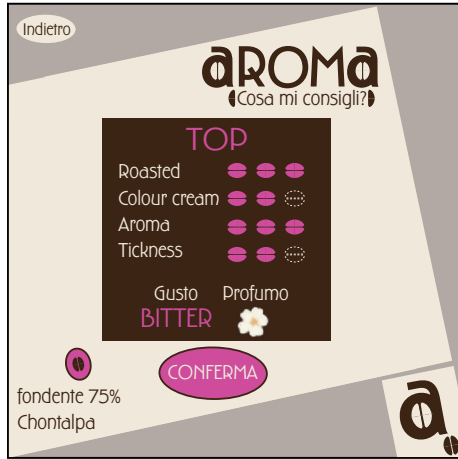 Indietro
aROMa
Cosa mi consigli?
TOP
Roasted
Colour cream
Aroma
Tickness
Gusto Profumo
BITTER
CONFERMA
fondente 75%
Chontalpa
a